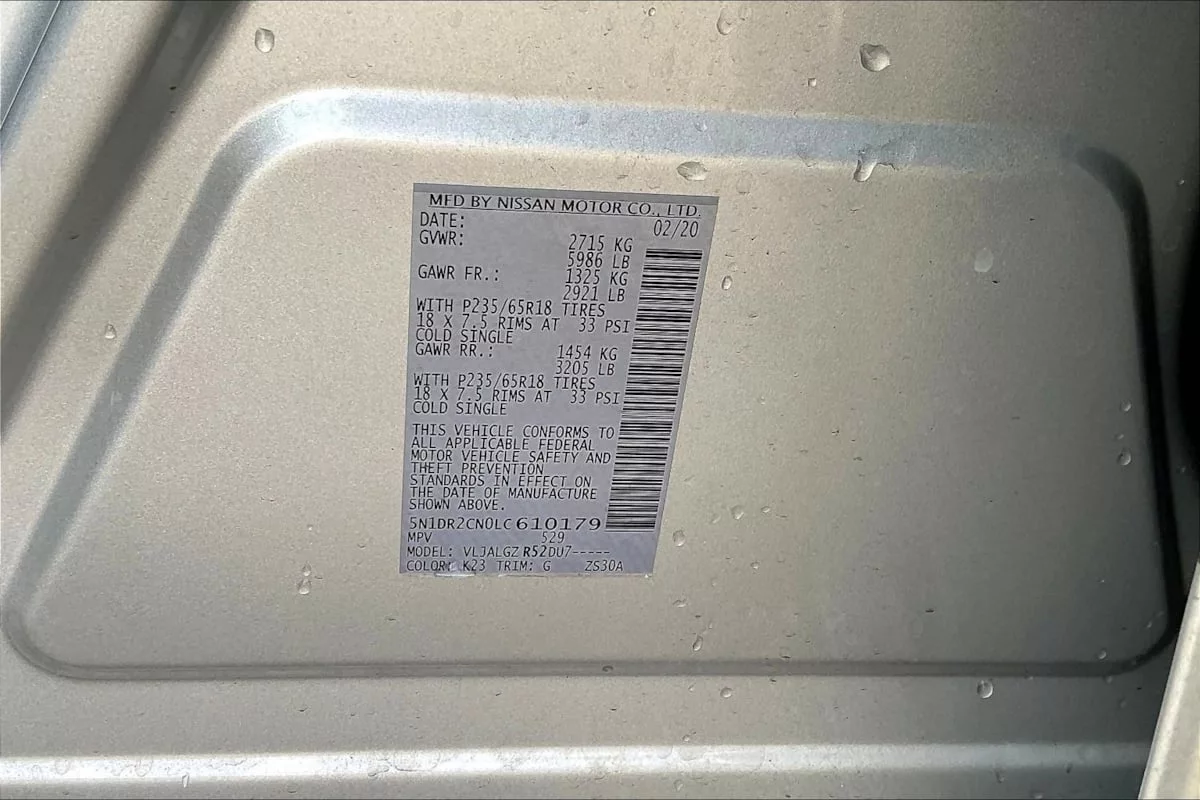 MFD BY NISSAN MOTOR CO., LTD.
DATE: 02/20
GVWR: 2715 KG
5986 LB
GAWR FR.: 1325 KG
2921 LB
WITH P235/65R18 TIRES
18 X 7.5 RIMS AT 33 PSI
COLD SINGLE
GAWR RR.: 1454 KG
3205 LB
WITH P235/65R18 TIRES
18 X 7.5 RIMS AT 33 PSI
COLD SINGLE
THIS VEHICLE CONFORMS TO
ALL APPLICABLE FEDERAL
MOTOR VEHICLE SAFETY AND
THEFT PREVENTION
STANDARDS IN EFFECT ON
THE DATE OF MANUFACTURE
SHOWN ABOVE.
5N1DR2CN0LC610179
MPV 529
MODEL: VLJALGZ R52DU7-----
COLOR: K23 TRIM: G ZS30A